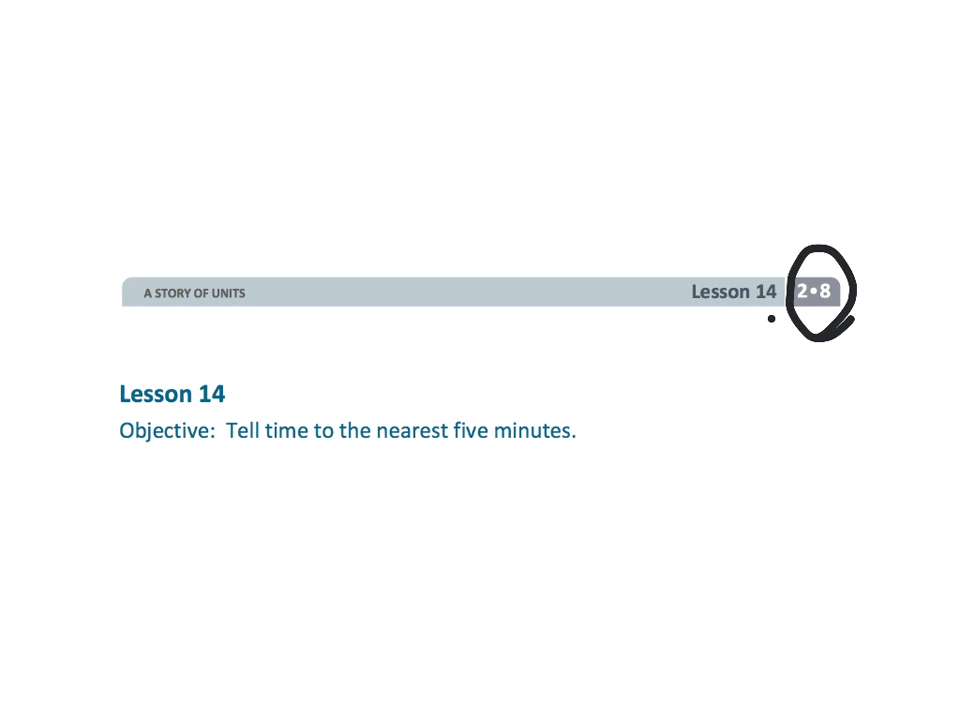 A STORY OF UNITS Lesson 14 2•8
Lesson 14
Objective: Tell time to the nearest five minutes.